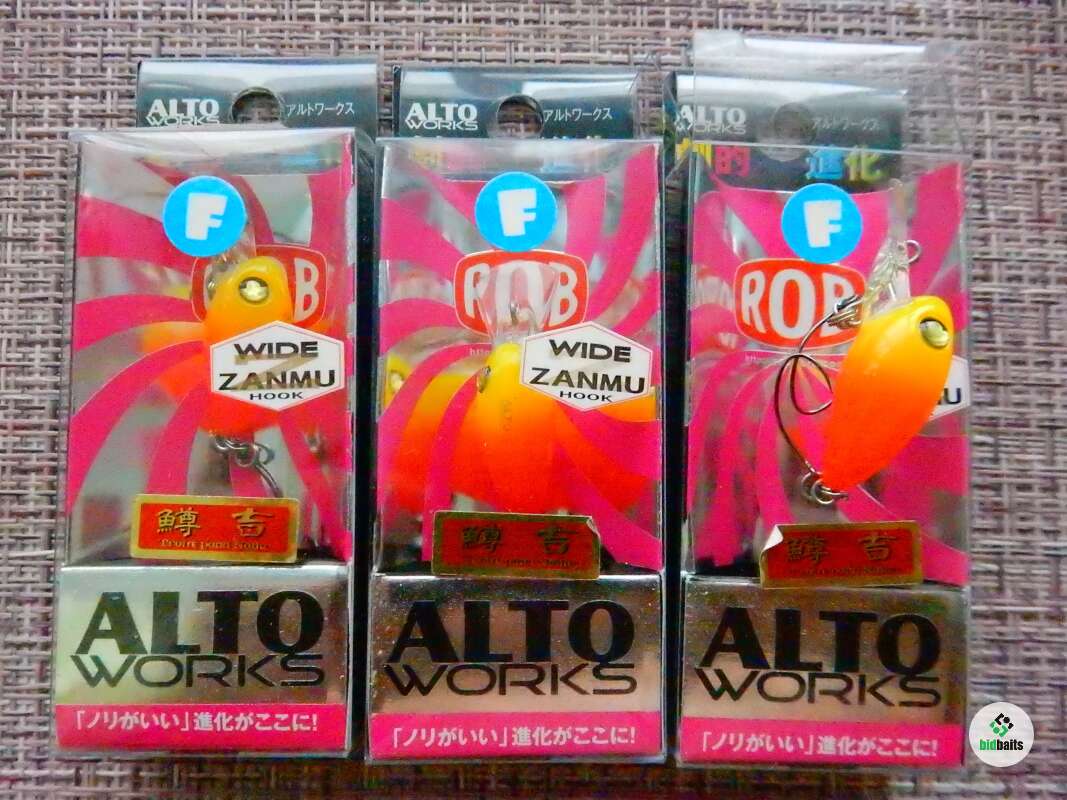 ALTO
WORKS
アルトワークス
F
ROB
WIDE
ZANMU
HOOK
鱒 吉
ALTO
WORKS
「ノリがいい」進化がここに!
ALTO
WORKS
アルトワークス
F
ROB
WIDE
ZANMU
HOOK
鱒 吉
ALTO
WORKS
「ノリがいい」進化がここに!
ALTO
WORKS
アルトワークス
的 進化
F
ROB
鱒 吉
ALTO
WORKS
「ノリがいい」進化がここに!
bidbaits